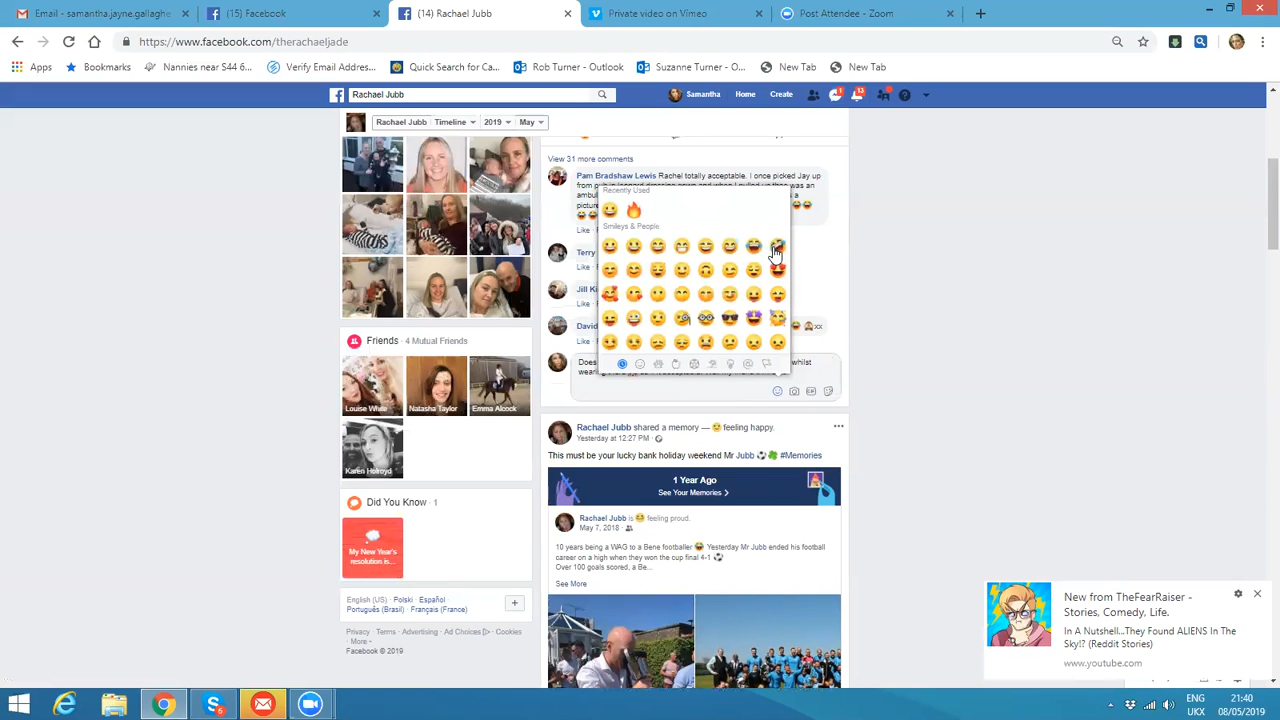 Email - samantha.jayne.gallaghe
(15) Facebook
(14) Rachael Jubb
Private video on Vimeo
Post Attendee - Zoom
https://www.facebook.com/therachaeljade
Apps
Bookmarks
Nannies near S44 6...
Verify Email Address...
Quick Search for Ca...
Rob Turner - Outlook
Suzanne Turner - O...
New Tab
New Tab
Rachael Jubb
Samantha
Home
Create
1
13
Rachael Jubb
Timeline
2019
May
View 31 more comments
Pam Bradshaw Lewis Rachel totally acceptable. I once picked Jay up
Recently Used
Smileys & People
Like
Terry
Like
Jill Ki
Like
David
xx
Like
Does
whilst
Friends · 4 Mutual Friends
Louise White
Natasha Taylor
Emma Alcock
Karen Holroyd
Did You Know · 1
My New Year's
resolution is...
English (US) · Polski · Español ·
Português (Brasil) · Français (France)
Privacy · Terms · Advertising · Ad Choices · Cookies ·
More
Facebook © 2019
Rachael Jubb shared a memory — feeling happy.
Yesterday at 12:27 PM ·
This must be your lucky bank holiday weekend Mr Jubb ⚽🍀 #Memories
1 Year Ago
See Your Memories
Rachael Jubb is feeling proud.
May 7, 2018 ·
10 years being a WAG to a Bene footballer 😂 Yesterday Mr Jubb ended his football
career on a high when they won the cup final 4-1 ⚽
Over 100 goals scored, a Be...
See More
New from TheFearRaiser -
Stories, Comedy, Life.
In A Nutshell...They Found ALIENS In The
Sky!? (Reddit Stories)
www.youtube.com
ENG
UKX
21:40
08/05/2019